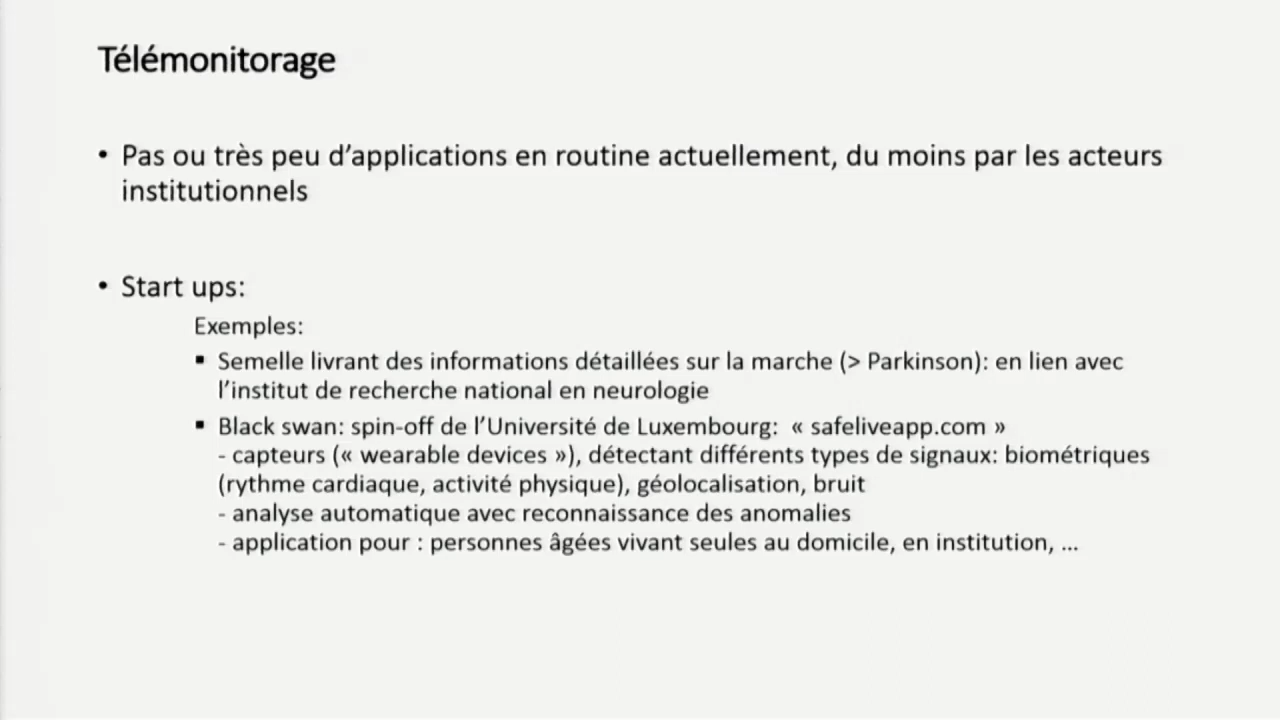 Télémonitorage
• Pas ou très peu d’applications en routine actuellement, du moins par les acteurs
institutionnels
• Start ups:
Exemples:
▪ Semelle livrant des informations détaillées sur la marche (> Parkinson): en lien avec
l’institut de recherche national en neurologie
▪ Black swan: spin-off de l’Université de Luxembourg: « safeliveapp.com »
- capteurs (« wearable devices »), détectant différents types de signaux: biométriques
(rythme cardiaque, activité physique), géolocalisation, bruit
- analyse automatique avec reconnaissance des anomalies
- application pour : personnes âgées vivant seules au domicile, en institution, ...